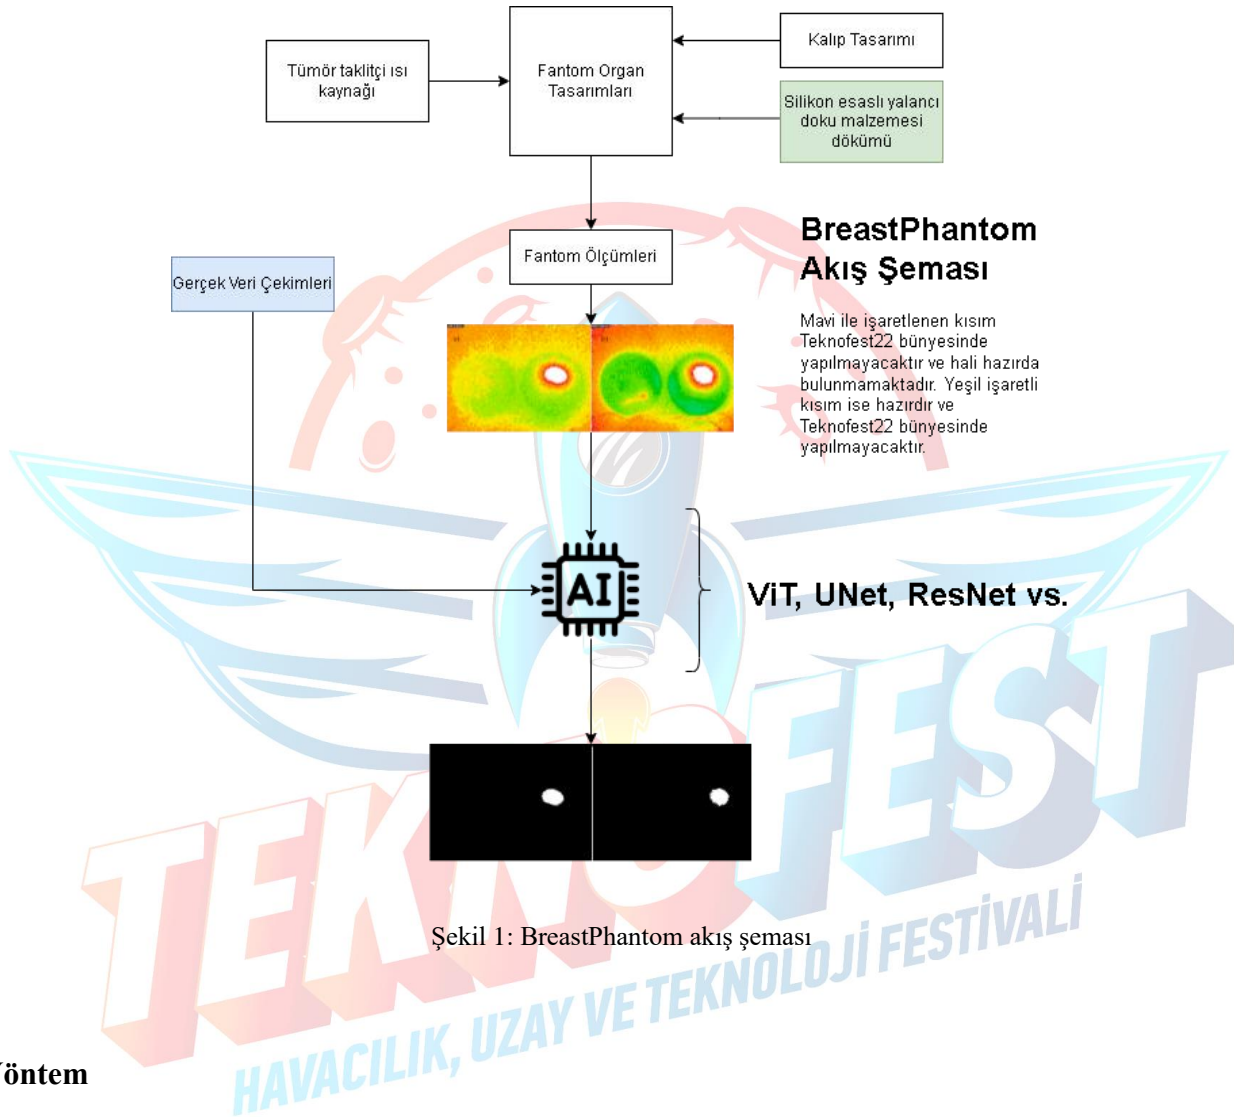 Kalıp Tasarımı
Tümör taklitçi ısı
kaynağı
Fantom Organ
Tasarımları
Silikon esaslı yalancı
doku malzemesi
dökümü
BreastPhantom
Akış Şeması
Fantom Ölçümleri
Gerçek Veri Çekimleri
Mavi ile işaretlenen kısım
Teknofest22 bünyesinde
yapılmayacaktır ve hali hazırda
bulunmamaktadır. Yeşil işaretli
kısım ise hazırdır ve
Teknofest22 bünyesinde
yapılmayacaktır.
AI
ViT, UNet, ResNet vs.
Şekil 1: BreastPhantom akış şeması
TEKNOFEST
HAVACILIK, UZAY VE TEKNOLOJİ FESTİVALİ
Yöntem